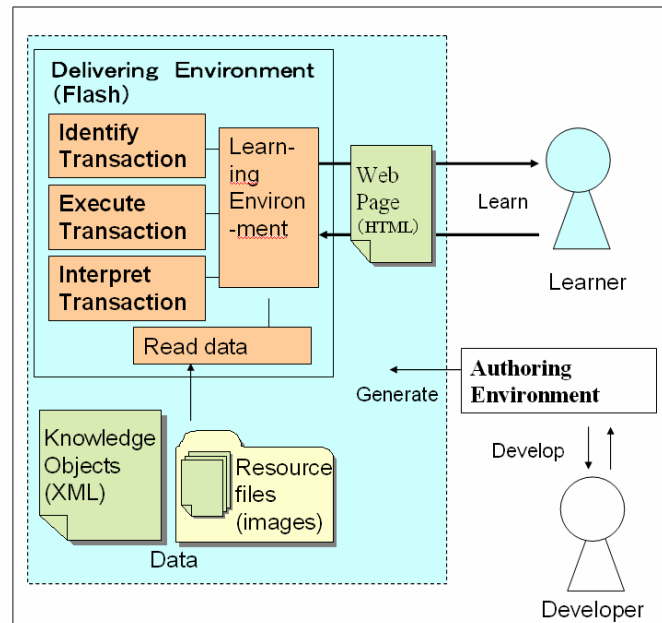 Delivering Environment
(Flash)
Identify
Transaction
Execute
Transaction
Interpret
Transaction
Learn-
ing
Environ
-ment
Read data
Web
Page
(HTML)
Learn
Learner
Knowledge
Objects
(XML)
Resource
files
(images)
Data
Generate
Authoring
Environment
Develop
Developer